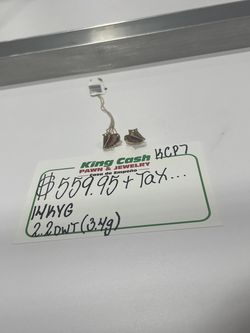 KCP7
King Cash
PAWN & JEWELRY
Casa de Empeño
$559.95 + Tax...
14KYG
2.2DWT (3.4g)